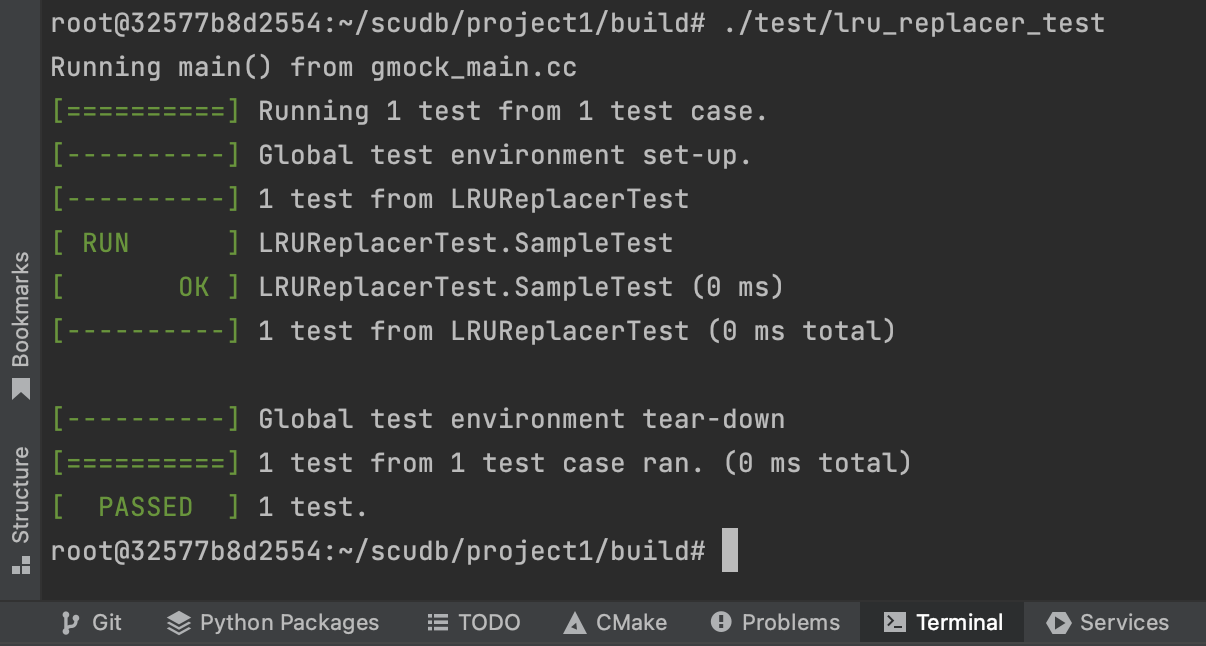 root@32577b8d2554:~/scudb/project1/build# ./test/lru_replacer_test
Running main() from gmock_main.cc
[==========] Running 1 test from 1 test case.
[----------] Global test environment set-up.
[----------] 1 test from LRUReplacerTest
[ RUN      ] LRUReplacerTest.SampleTest
[       OK ] LRUReplacerTest.SampleTest (0 ms)
[----------] 1 test from LRUReplacerTest (0 ms total)

[----------] Global test environment tear-down
[==========] 1 test from 1 test case ran. (0 ms total)
[  PASSED  ] 1 test.
root@32577b8d2554:~/scudb/project1/build#
Bookmarks
Structure
Git Python Packages TODO CMake Problems Terminal Services